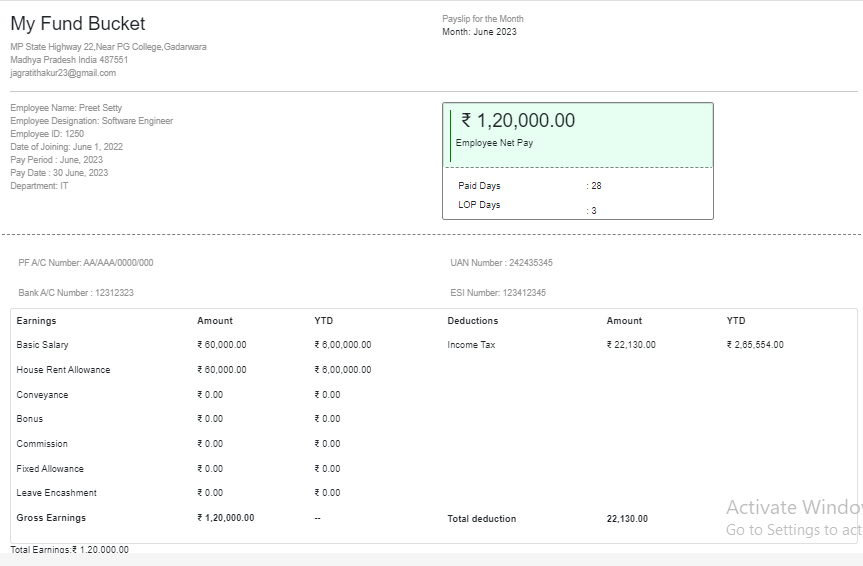 My Fund Bucket
MP State Highway 22,Near PG College,Gadarwara
Madhya Pradesh India 487551
jagratithakur23@gmail.com
Payslip for the Month
Month: June 2023
Employee Name: Preet Setty
Employee Designation: Software Engineer
Employee ID: 1250
Date of Joining: June 1, 2022
Pay Period : June, 2023
Pay Date : 30 June, 2023
Department: IT
₹ 1,20,000.00
Employee Net Pay
Paid Days : 28
LOP Days : 3
PF A/C Number: AA/AAA/0000/000 UAN Number : 242435345
Bank A/C Number : 12312323 ESI Number: 123412345
Earnings Amount YTD Deductions Amount YTD
Basic Salary ₹ 60,000.00 ₹ 6,00,000.00 Income Tax ₹ 22,130.00 ₹ 2,65,554.00
House Rent Allowance ₹ 60,000.00 ₹ 6,00,000.00
Conveyance ₹ 0.00 ₹ 0.00
Bonus ₹ 0.00 ₹ 0.00
Commission ₹ 0.00 ₹ 0.00
Fixed Allowance ₹ 0.00 ₹ 0.00
Leave Encashment ₹ 0.00 ₹ 0.00
Gross Earnings ₹ 1,20,000.00 -- Total deduction 22,130.00
Total Earnings:₹ 1,20,000.00
Activate Windo
Go to Settings to act